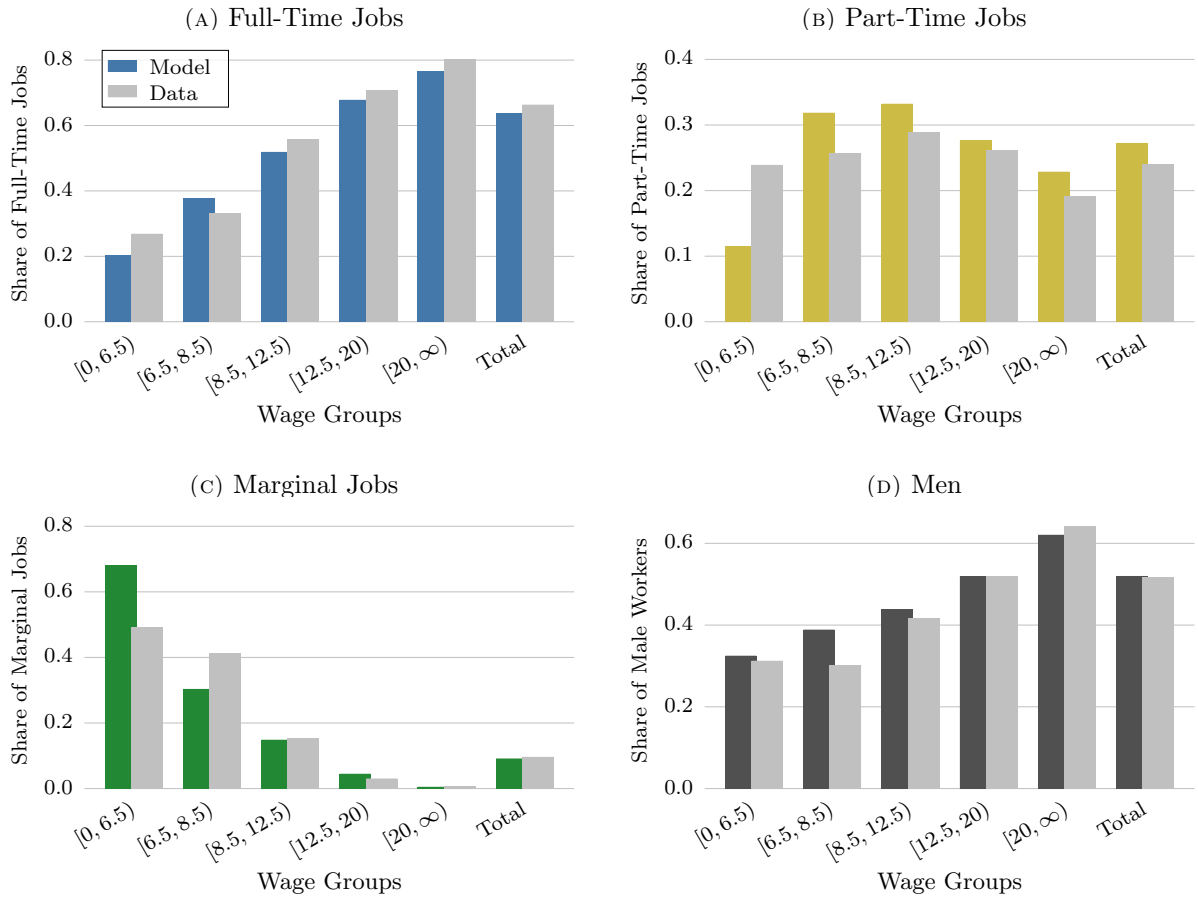 (A) Full-Time Jobs
Share of Full-Time Jobs
0.8
0.6
0.4
0.2
0.0
Model
Data
[0, 6.5)
[6.5, 8.5)
[8.5, 12.5)
[12.5, 20)
[20, ∞)
Total
Wage Groups
(B) Part-Time Jobs
Share of Part-Time Jobs
0.4
0.3
0.2
0.1
0.0
[0, 6.5)
[6.5, 8.5)
[8.5, 12.5)
[12.5, 20)
[20, ∞)
Total
Wage Groups
(C) Marginal Jobs
Share of Marginal Jobs
0.8
0.6
0.4
0.2
0.0
[0, 6.5)
[6.5, 8.5)
[8.5, 12.5)
[12.5, 20)
[20, ∞)
Total
Wage Groups
(D) Men
Share of Male Workers
0.6
0.4
0.2
0.0
[0, 6.5)
[6.5, 8.5)
[8.5, 12.5)
[12.5, 20)
[20, ∞)
Total
Wage Groups